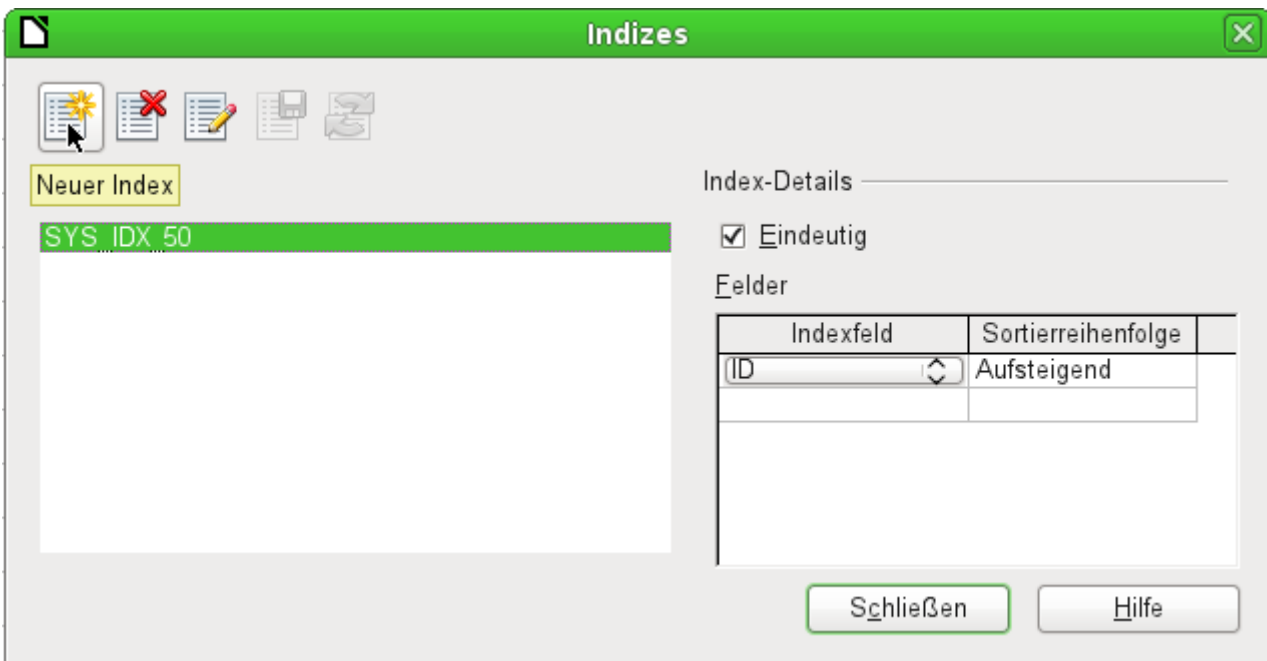 Indizes
Neuer Index
SYS_IDX_50
Index-Details
Eindeutig
Felder
Indexfeld Sortierreihenfolge
ID Aufsteigend
Schließen Hilfe